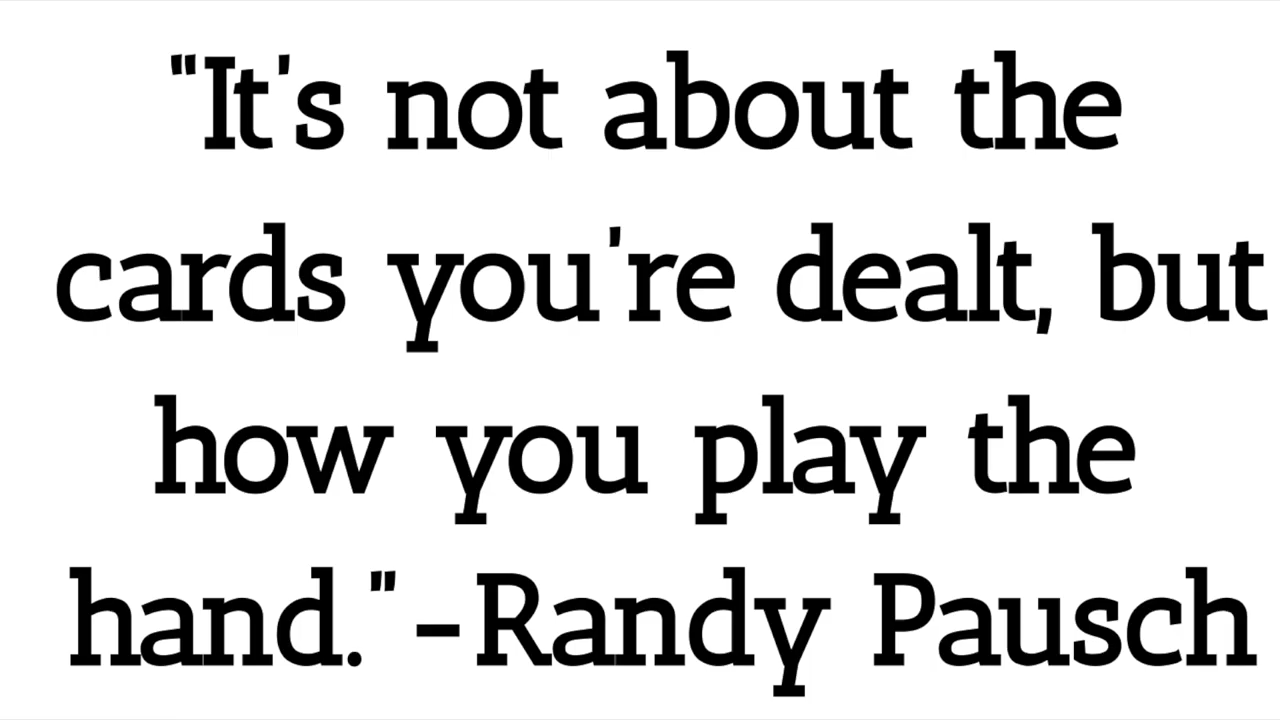 "It's not about the
cards you're dealt, but
how you play the
hand."-Randy Pausch